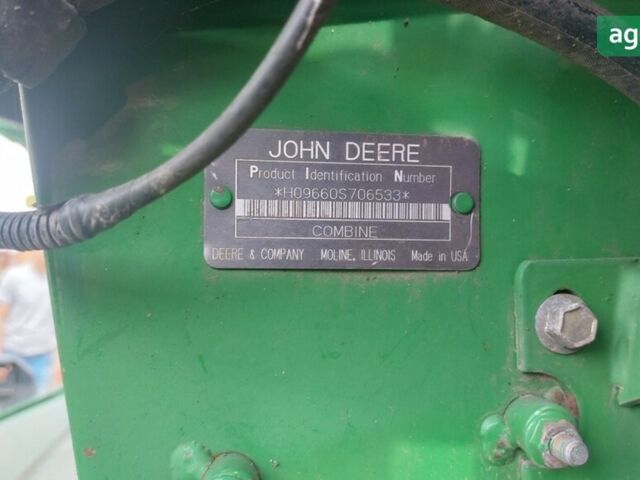 ag
JOHN DEERE
Product Identification Number
*H09660S706533*
COMBINE
DEERE & COMPANY MOLINE, ILLINOIS Made in USA